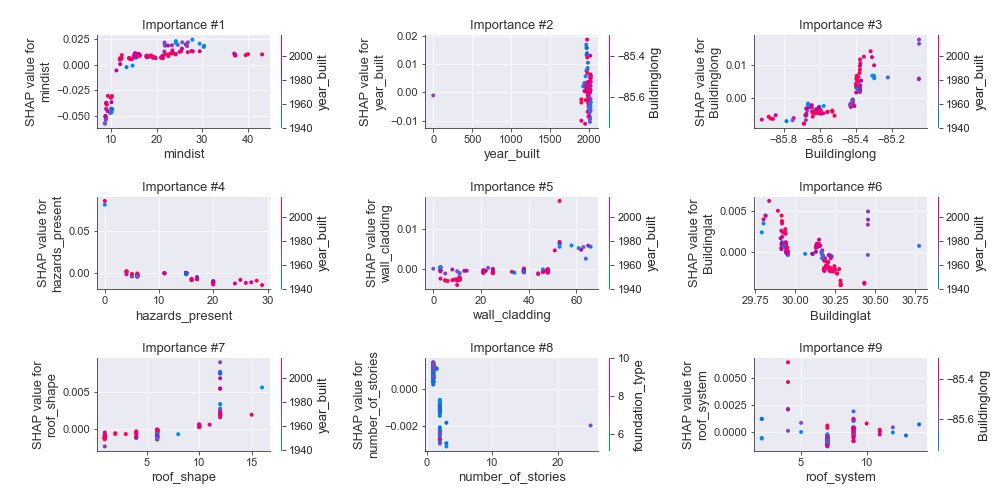 Importance #1
SHAP value for
mindist
0.025
0.000
−0.025
−0.050
10
20
30
40
mindist
2000
1980
1960
1940
year_built
Importance #2
SHAP value for
year_built
0.02
0.01
0.00
−0.01
0
500
1000
1500
2000
year_built
−85.4
−85.6
Buildinglong
Importance #3
SHAP value for
Buildinglong
0.01
0.00
−85.8
−85.6
−85.4
−85.2
Buildinglong
2000
1980
1960
1940
year_built
Importance #4
SHAP value for
hazards_present
0.05
0.00
0
10
20
30
hazards_present
2000
1980
1960
1940
year_built
Importance #5
SHAP value for
wall_cladding
0.01
0.00
0
20
40
60
wall_cladding
2000
1980
1960
1940
year_built
Importance #6
SHAP value for
Buildinglat
0.005
0.000
29.75
30.00
30.25
30.50
30.75
Buildinglat
2000
1980
1960
1940
year_built
Importance #7
SHAP value for
roof_shape
0.005
0.000
5
10
15
roof_shape
2000
1980
1960
1940
year_built
Importance #8
SHAP value for
number_of_stories
0.000
−0.002
0
10
20
number_of_stories
10
8
6
foundation_type
Importance #9
SHAP value for
roof_system
0.0050
0.0025
0.0000
5
10
roof_system
−85.4
−85.6
Buildinglong